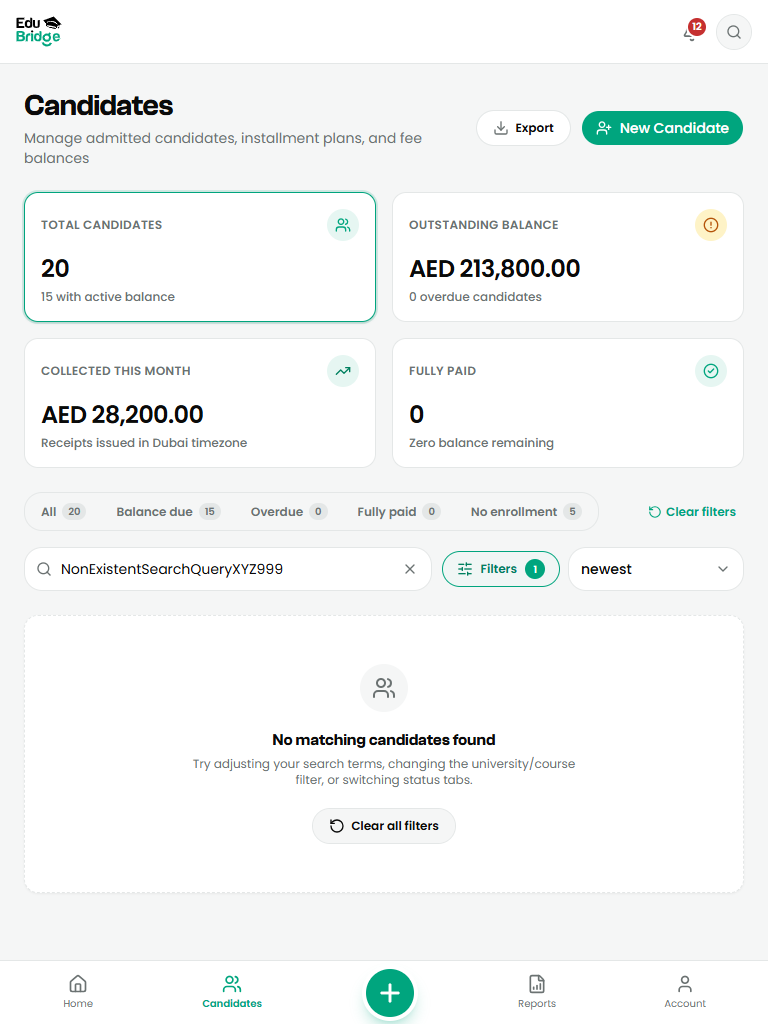 Edu
Bridge
12
Candidates
Manage admitted candidates, installment plans, and fee
balances
Export
New Candidate
TOTAL CANDIDATES
20
15 with active balance
OUTSTANDING BALANCE
AED 213,800.00
0 overdue candidates
COLLECTED THIS MONTH
AED 28,200.00
Receipts issued in Dubai timezone
FULLY PAID
0
Zero balance remaining
All 20 Balance due 15 Overdue 0 Fully paid 0 No enrollment 5 Clear filters
NonExistentSearchQueryXYZ999 Filters 1 newest
No matching candidates found
Try adjusting your search terms, changing the university/course
filter, or switching status tabs.
Clear all filters
Home Candidates Reports Account